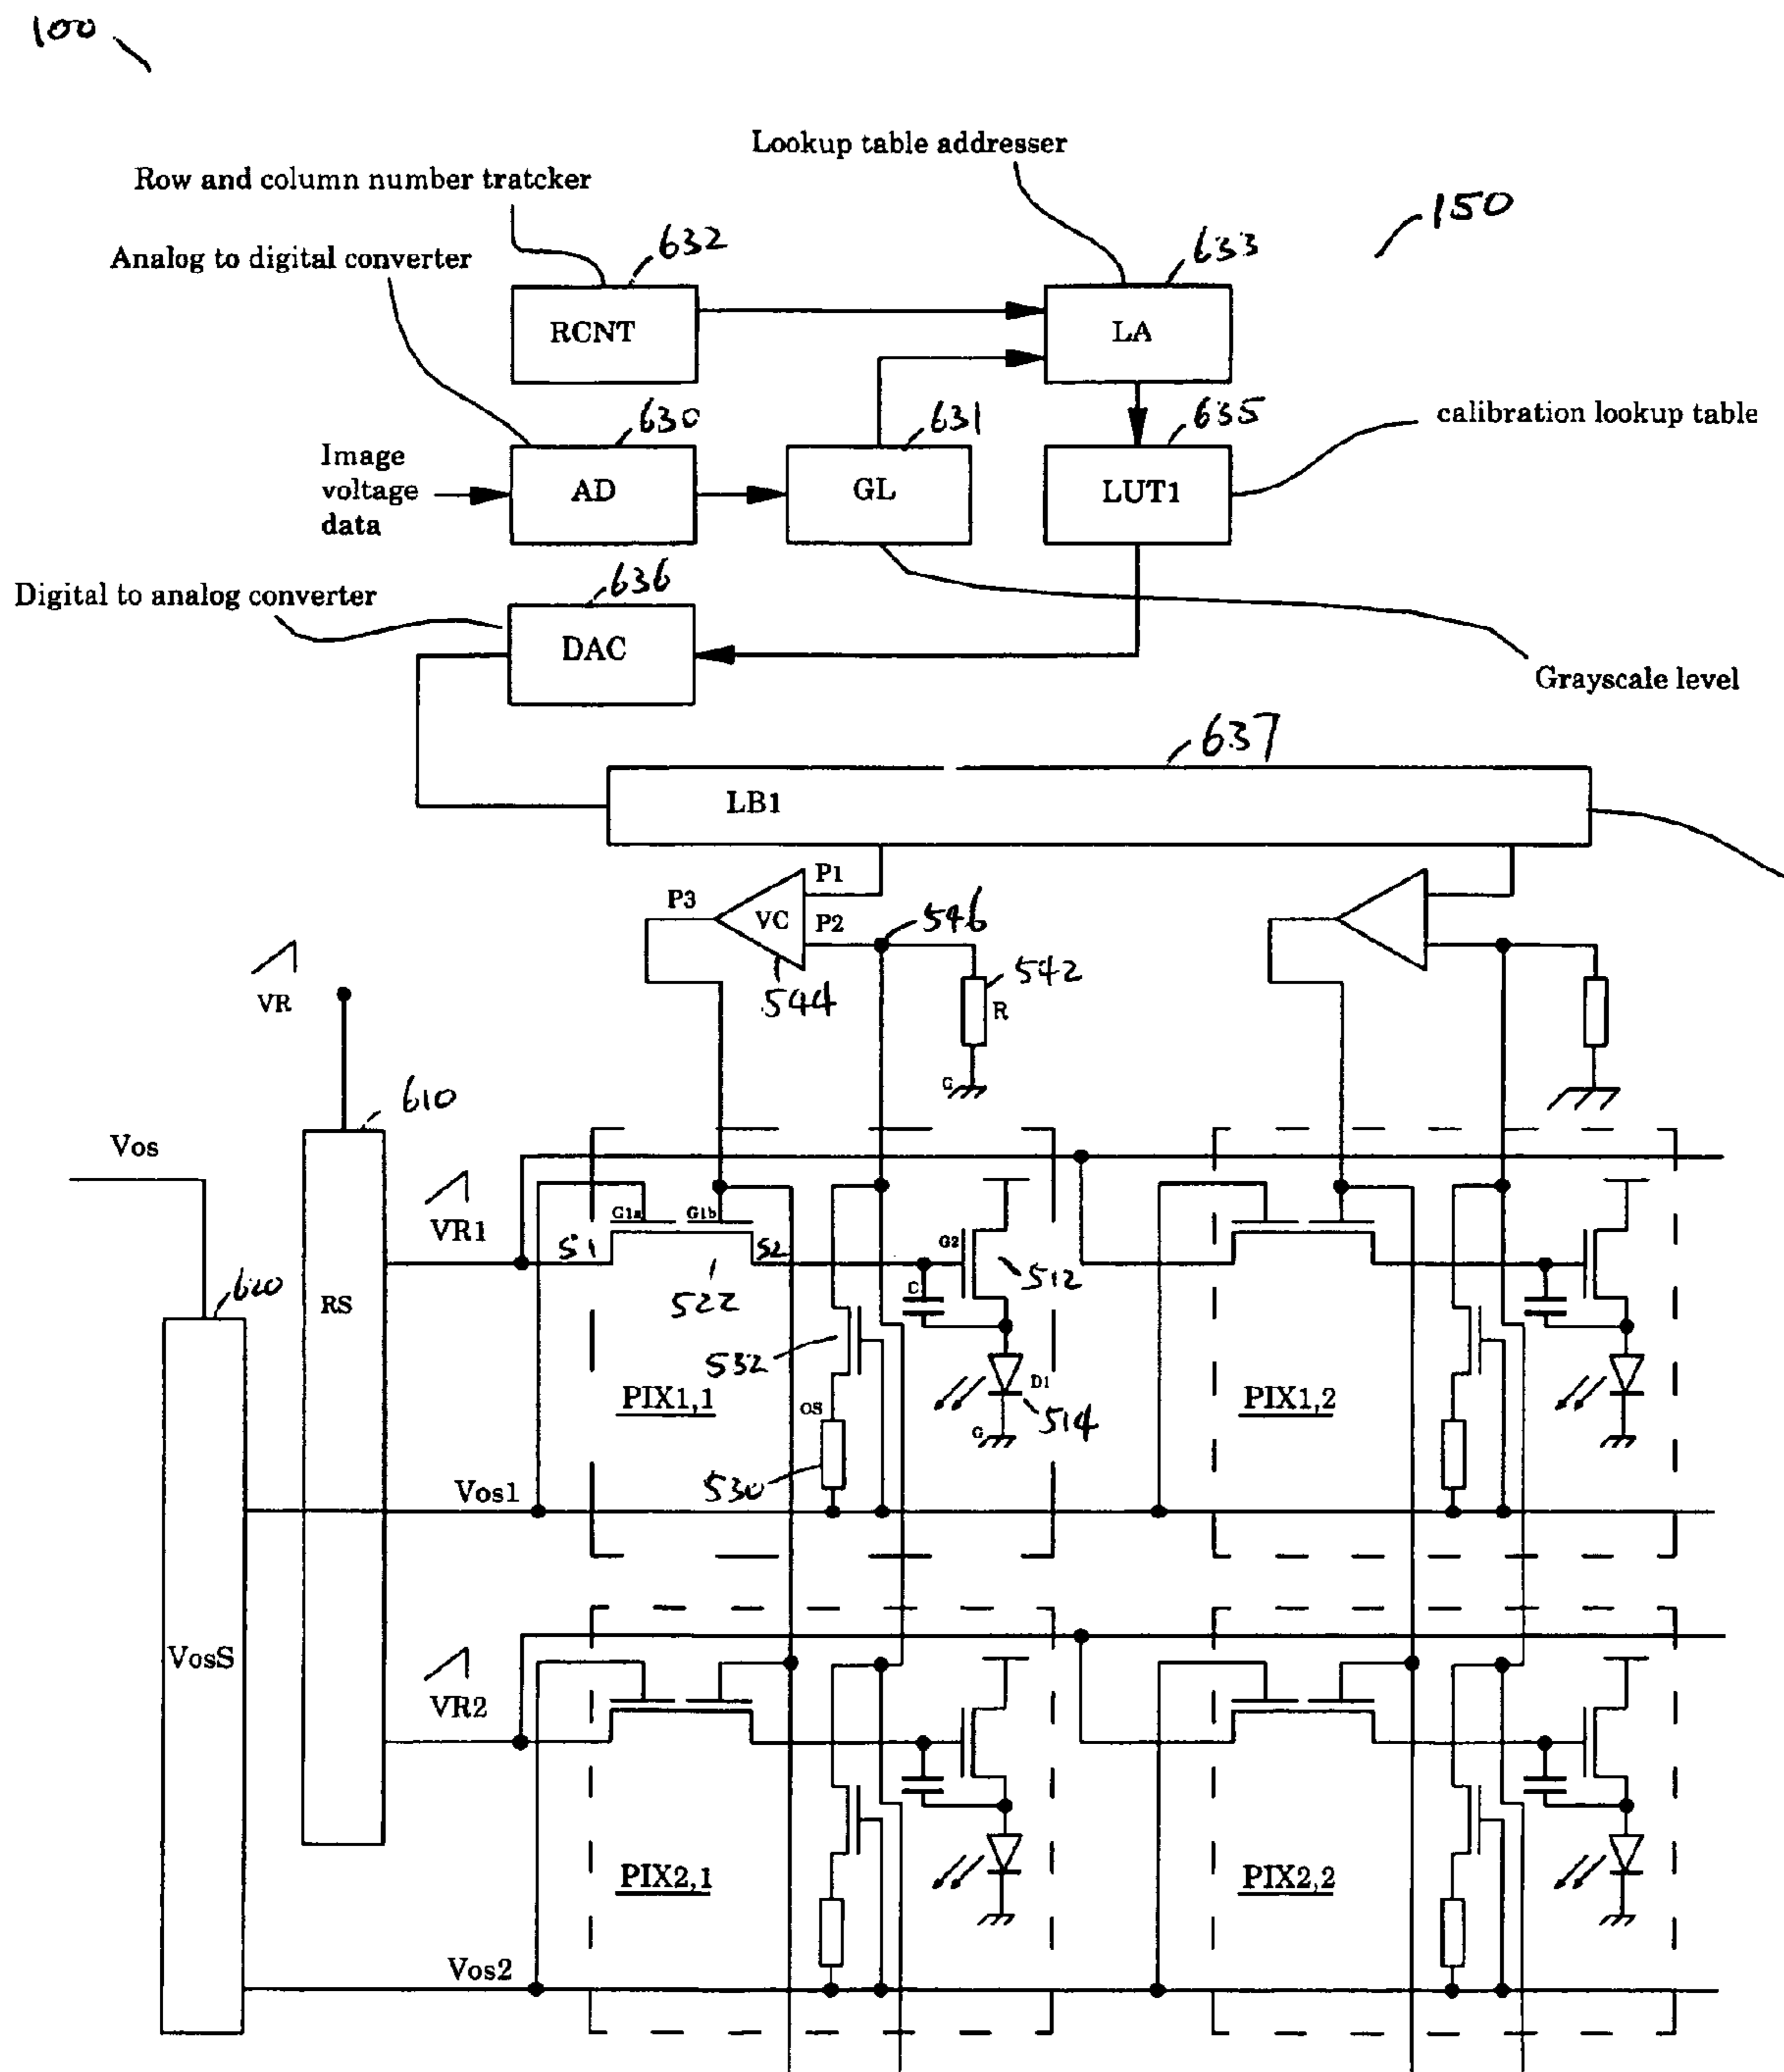 100
Lookup table addresser
Row and column number tratcker
150
Analog to digital converter
632
633
RCNT
LA
630
631
635
calibration lookup table
Image
voltage
data
AD
GL
LUT1
636
Digital to analog converter
DAC
Grayscale level
637
LB1
P1
P3
VC
P2
546
544
542
R
VR
G
610
Vos
VR1
G1a
G1b
S1
S2
G2
512
620
RS
522
C
532
PIX1,1
OS
D1
514
G
PIX1,2
530
Vos1
VosS
VR2
PIX2,1
PIX2,2
Vos2